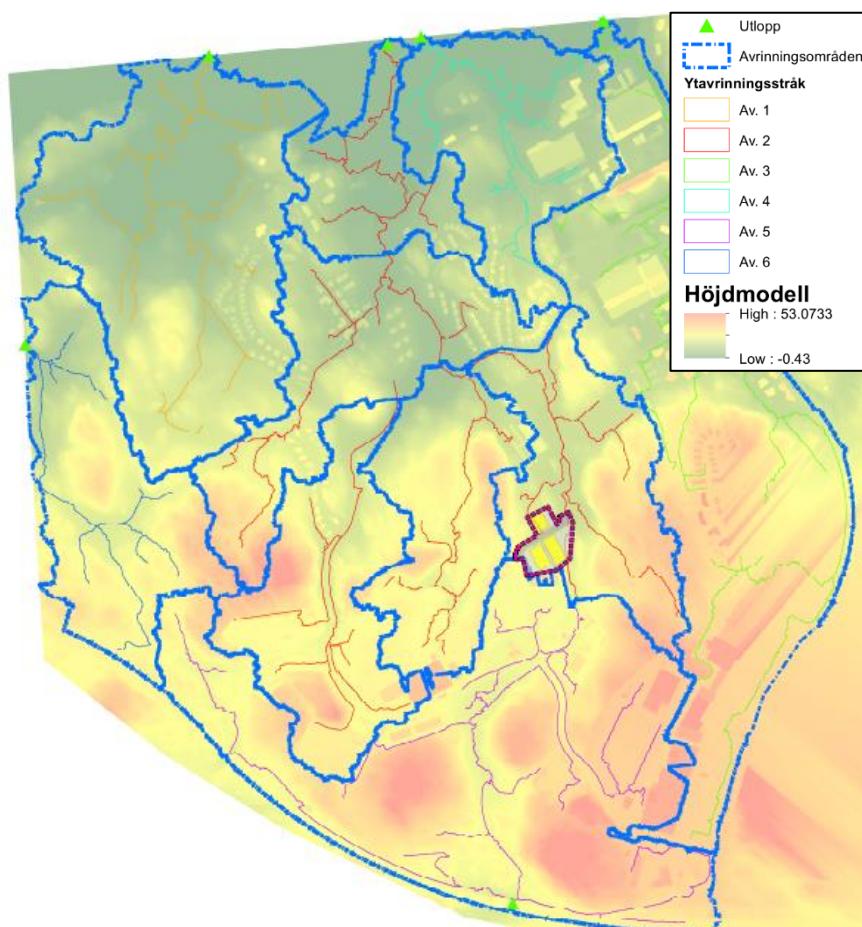 Utlopp
Avrinningsområden
Ytavrinningsstråk
Av. 1
Av. 2
Av. 3
Av. 4
Av. 5
Av. 6
Höjdmodell
High : 53.0733
Low : -0.43